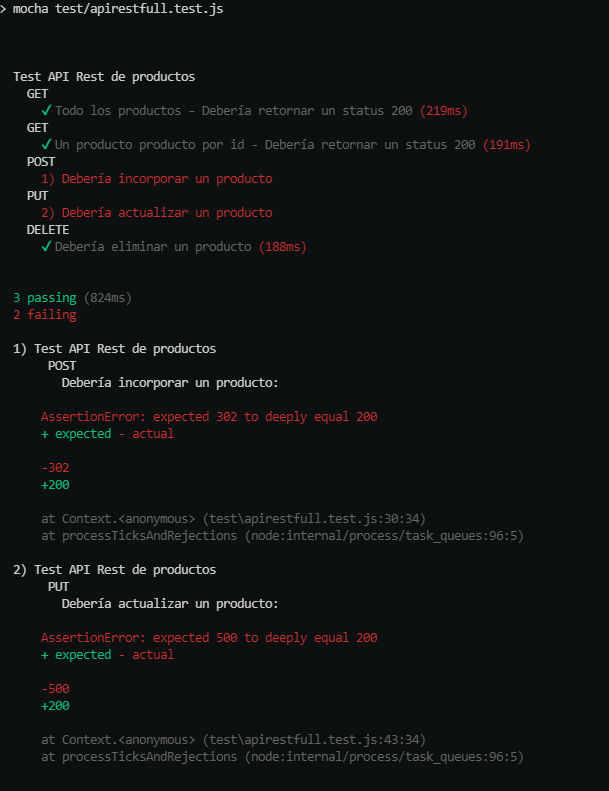 > mocha test/apirestfull.test.js
Test API Rest de productos
GET
✓ Todo los productos - Debería retornar un status 200 (219ms)
GET
✓ Un producto producto por id - Debería retornar un status 200 (191ms)
POST
1) Debería incorporar un producto
PUT
2) Debería actualizar un producto
DELETE
✓ Debería eliminar un producto (188ms)
3 passing (824ms)
2 failing
1) Test API Rest de productos
POST
Debería incorporar un producto:
AssertionError: expected 302 to deeply equal 200
+ expected - actual
-302
+200
at Context.<anonymous> (test\apirestfull.test.js:30:34)
at processTicksAndRejections (node:internal/process/task_queues:96:5)
2) Test API Rest de productos
PUT
Debería actualizar un producto:
AssertionError: expected 500 to deeply equal 200
+ expected - actual
-500
+200
at Context.<anonymous> (test\apirestfull.test.js:43:34)
at processTicksAndRejections (node:internal/process/task_queues:96:5)